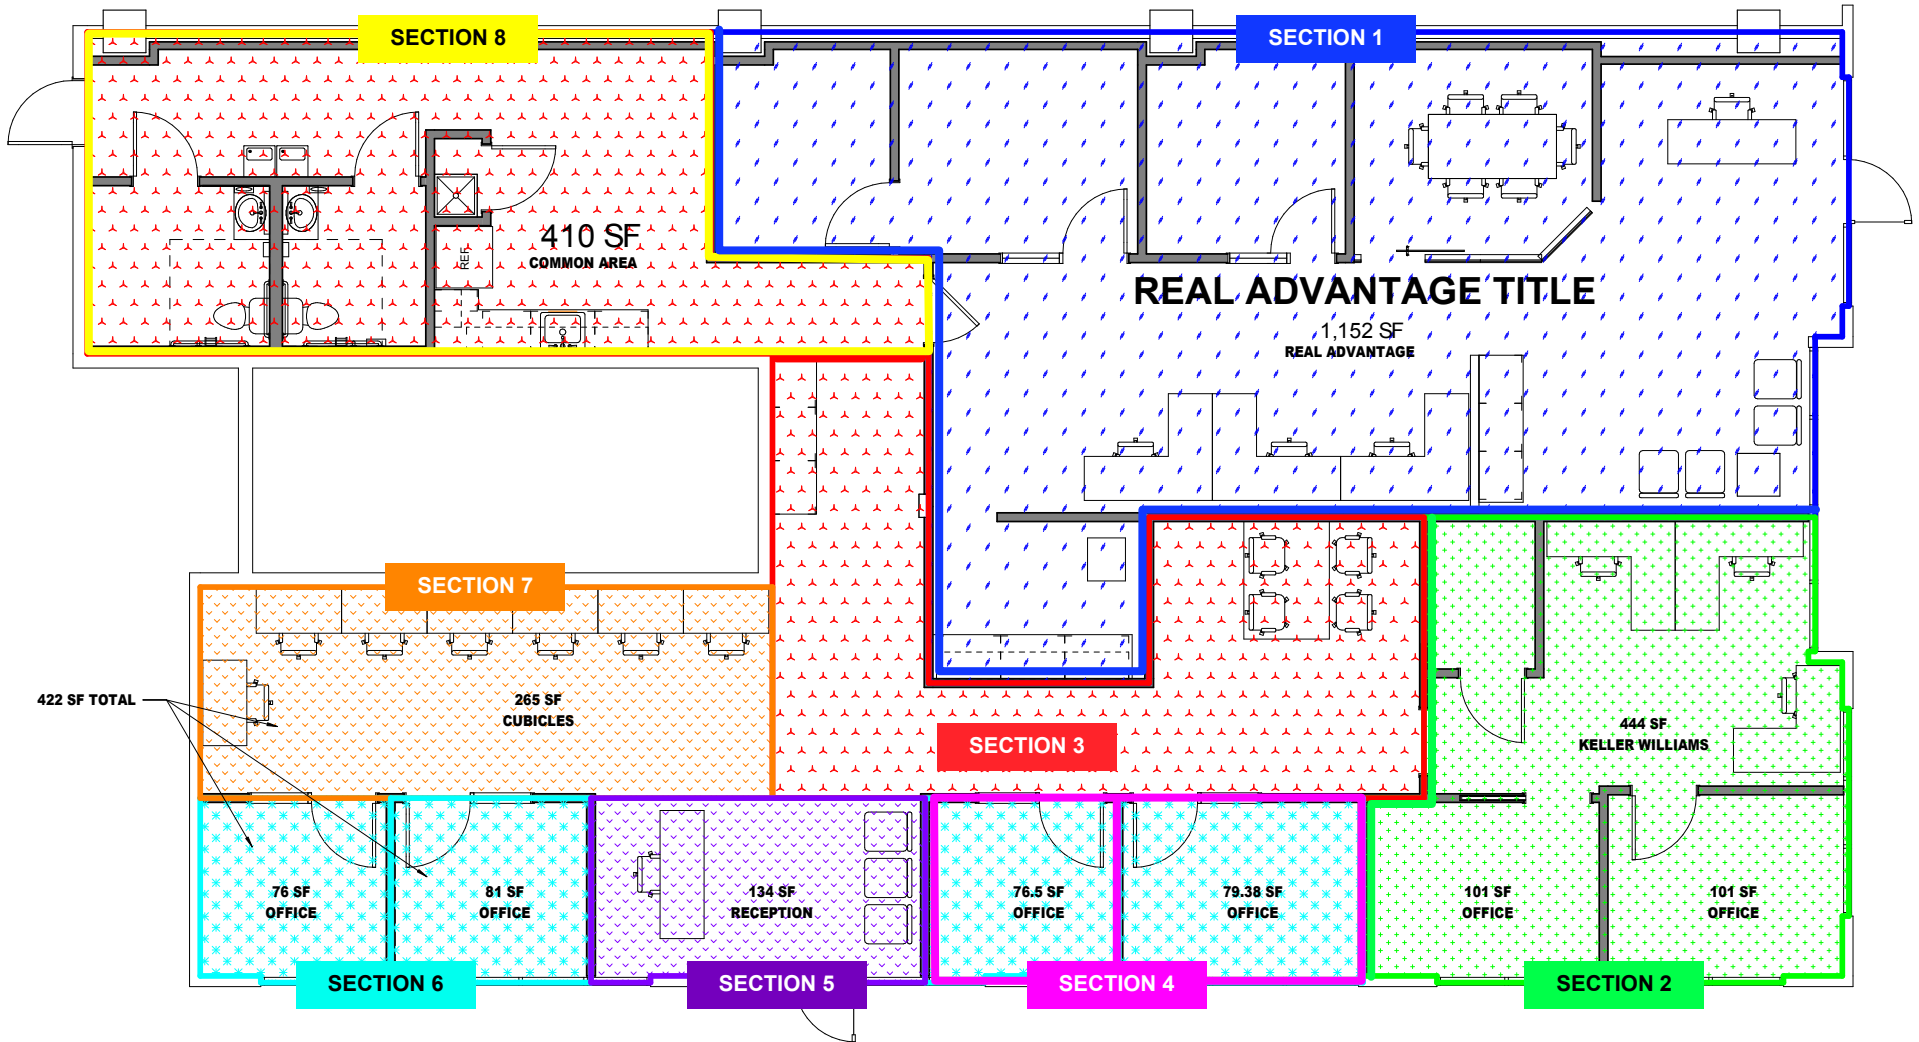 SECTION 8
SECTION 1
410 SF
COMMON AREA
REF.
REAL ADVANTAGE TITLE
1,152 SF
REAL ADVANTAGE
SECTION 7
422 SF TOTAL
265 SF
CUBICLES
SECTION 3
444 SF
KELLER WILLIAMS
76 SF
OFFICE
81 SF
OFFICE
134 SF
RECEPTION
76.5 SF
OFFICE
79.38 SF
OFFICE
101 SF
OFFICE
101 SF
OFFICE
SECTION 6
SECTION 5
SECTION 4
SECTION 2